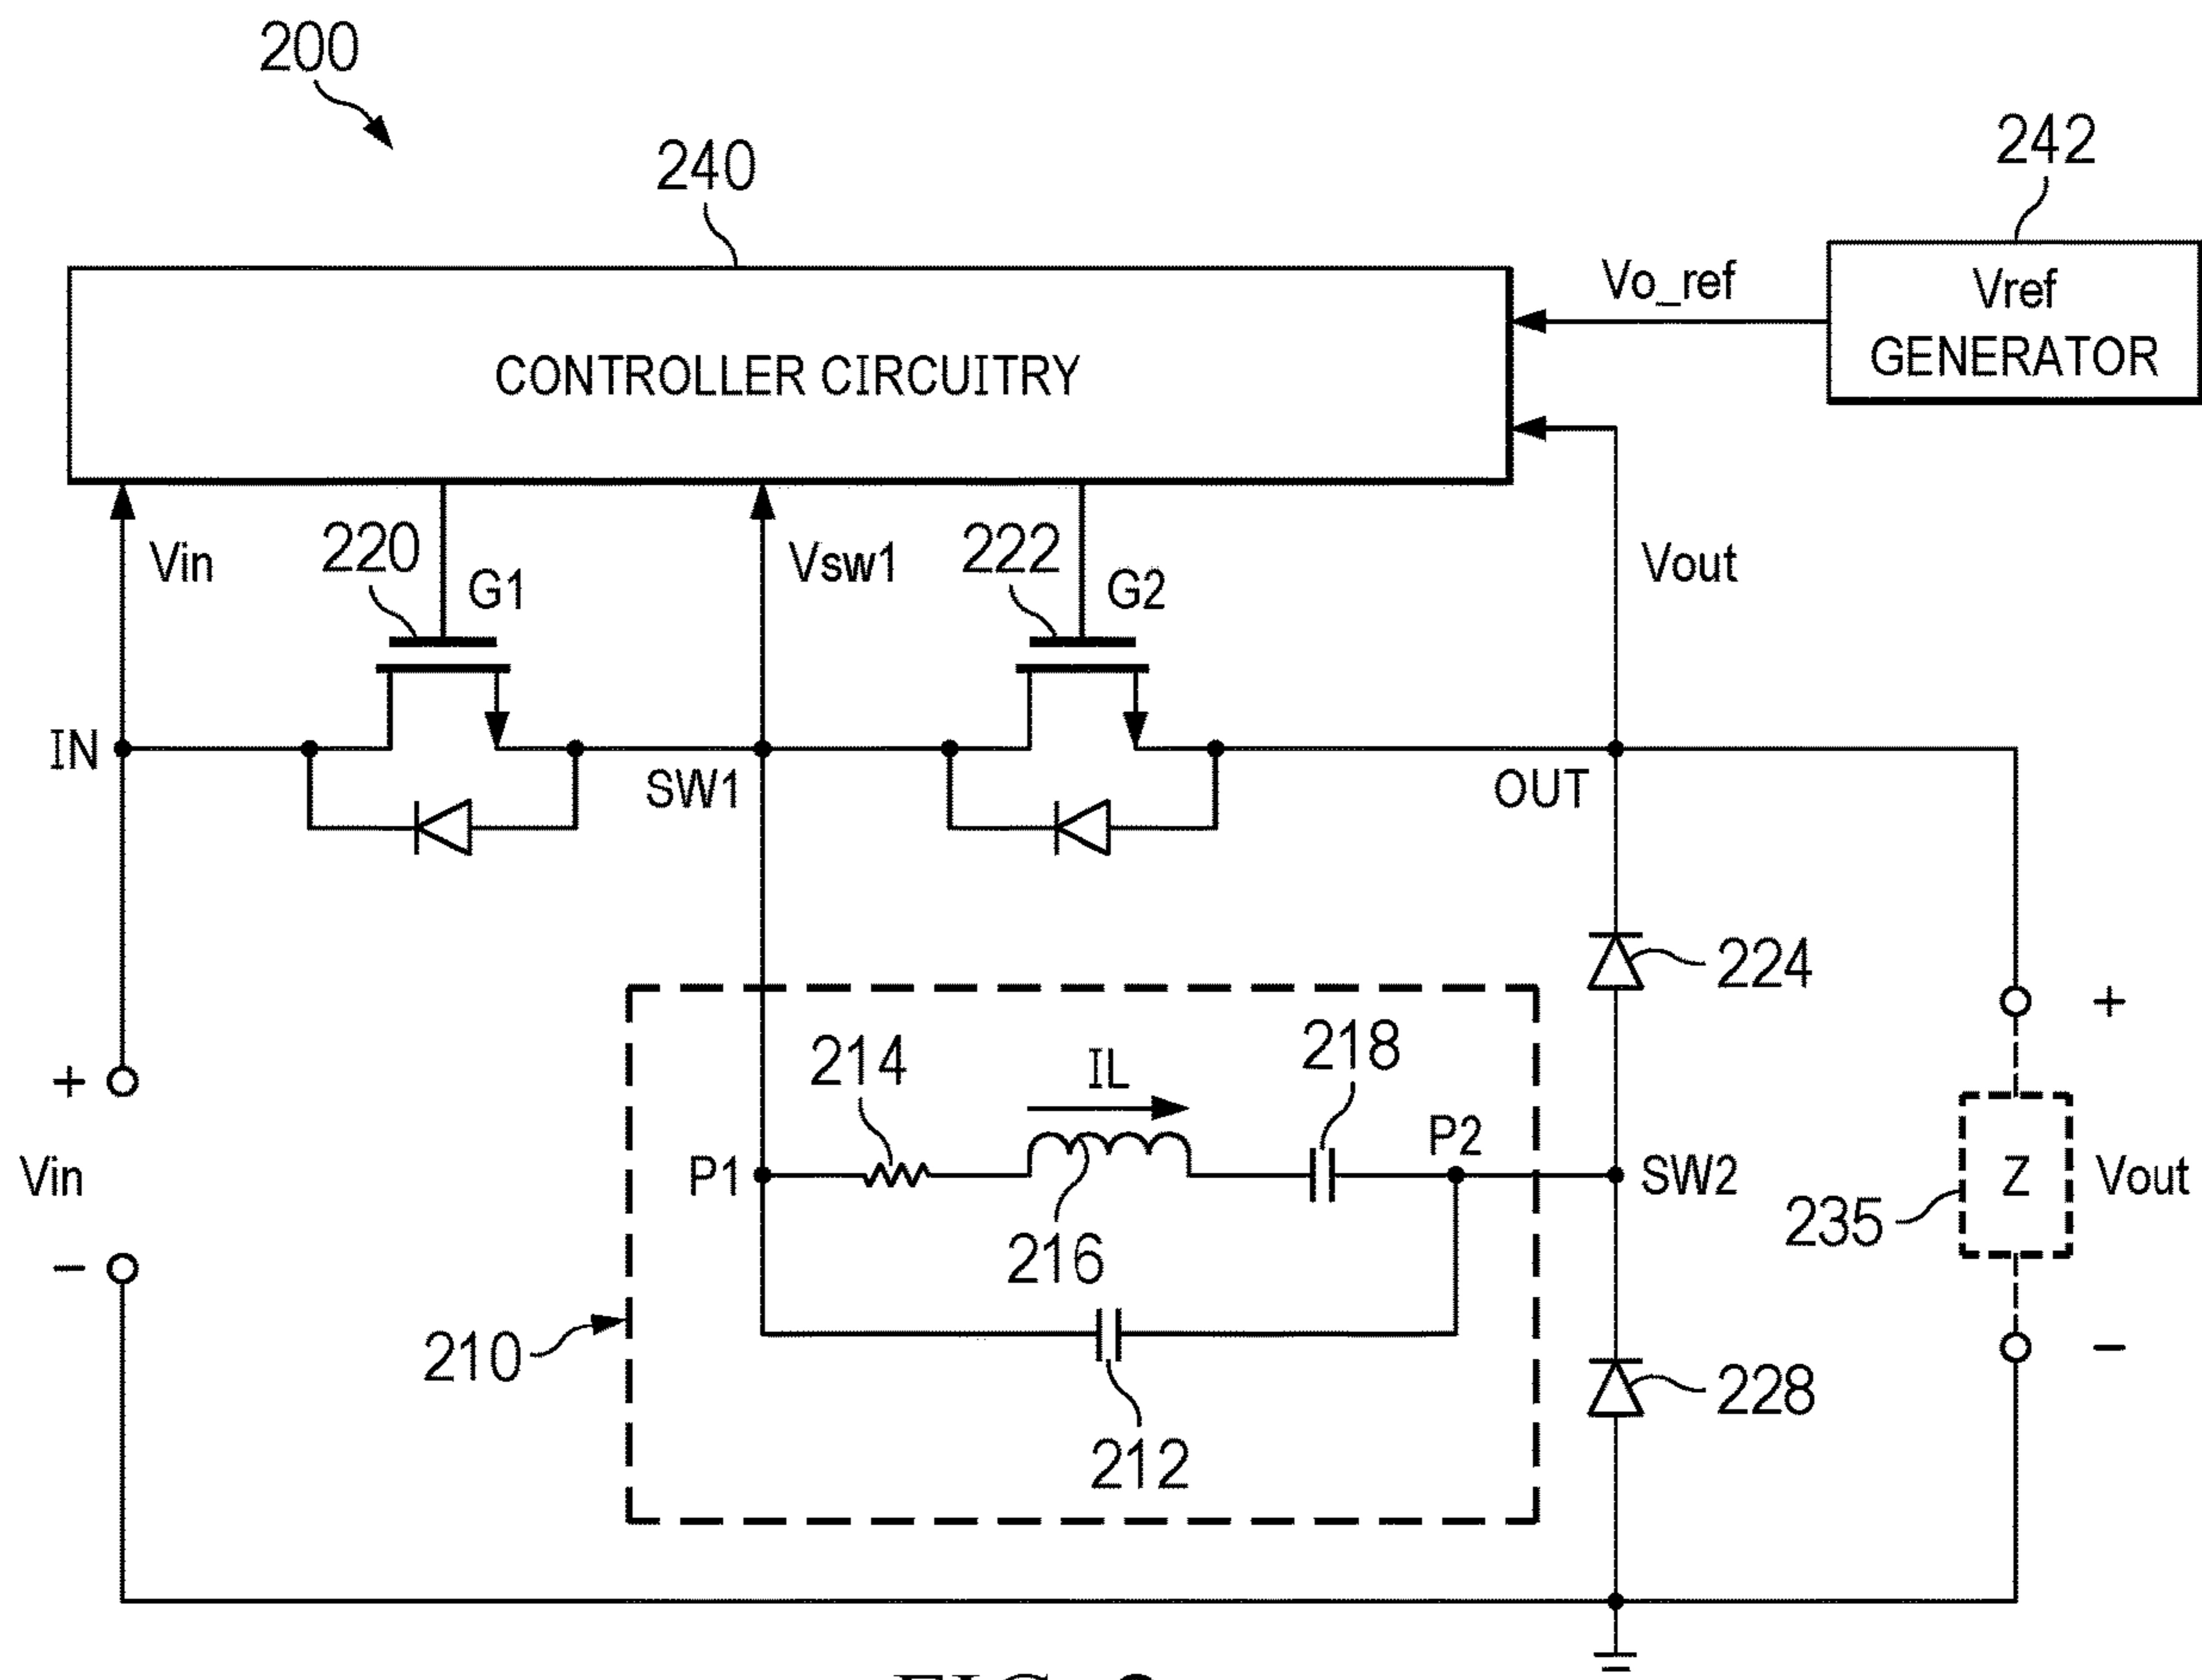 200
240
242
Vo_ref
Vref
GENERATOR
CONTROLLER CIRCUITRY
Vin
220
G1
Vsw1
222
G2
Vout
IN
SW1
OUT
224
214
IL
218
+
+
P1
P2
SW2
Vin
Z
Vout
235
216
−
−
210
228
212